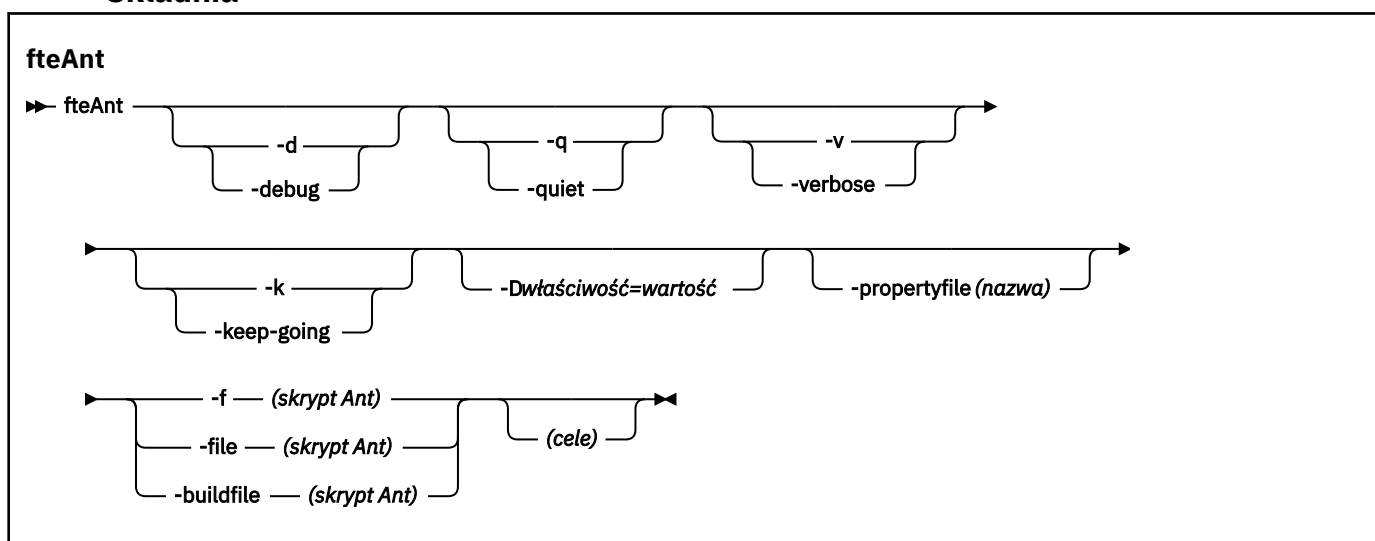 Składnia
fteAnt
fteAnt
-d
-debug
-q
-quiet
-v
-verbose
-k
-keep-going
-Dwłaściwość=wartość
-propertyfile (nazwa)
-f (skrypt Ant)
-file (skrypt Ant)
-buildfile (skrypt Ant)
(cele)